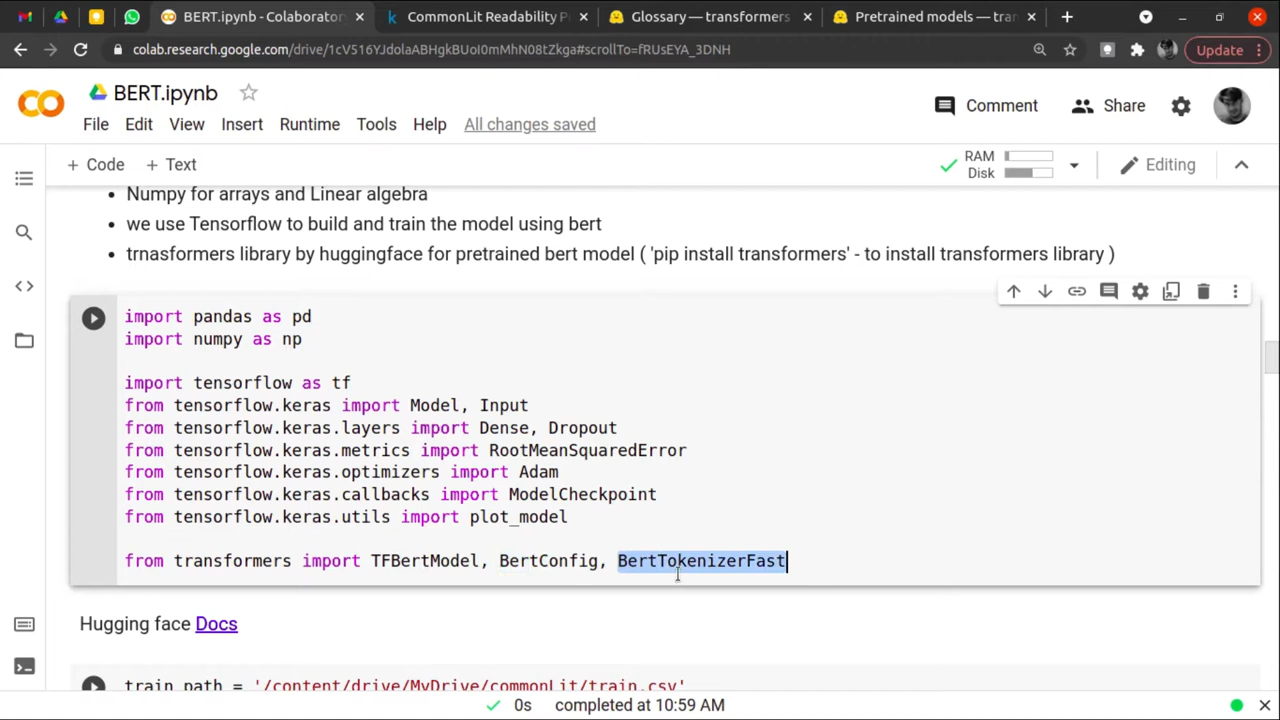 BERT.ipynb - Colaborator
CommonLit Readability P
Glossary — transformers
Pretrained models — tran
colab.research.google.com/drive/1cV516YJdolaABHgkBUoI0mMhN08tZkga#scrollTo=fRUsEYA_3DNH
Update
BERT.ipynb
Comment
Share
File Edit View Insert Runtime Tools Help All changes saved
+ Code + Text
RAM
Disk
Editing
• Numpy for arrays and Linear algebra
• we use Tensorflow to build and train the model using bert
• trnasformers library by huggingface for pretrained bert model ( 'pip install transformers' - to install transformers library )
import pandas as pd
import numpy as np
import tensorflow as tf
from tensorflow.keras import Model, Input
from tensorflow.keras.layers import Dense, Dropout
from tensorflow.keras.metrics import RootMeanSquaredError
from tensorflow.keras.optimizers import Adam
from tensorflow.keras.callbacks import ModelCheckpoint
from tensorflow.keras.utils import plot_model
from transformers import TFBertModel, BertConfig, BertTokenizerFast
Hugging face Docs
train_path = '/content/drive/MyDrive/commonLit/train.csv'
0s completed at 10:59 AM